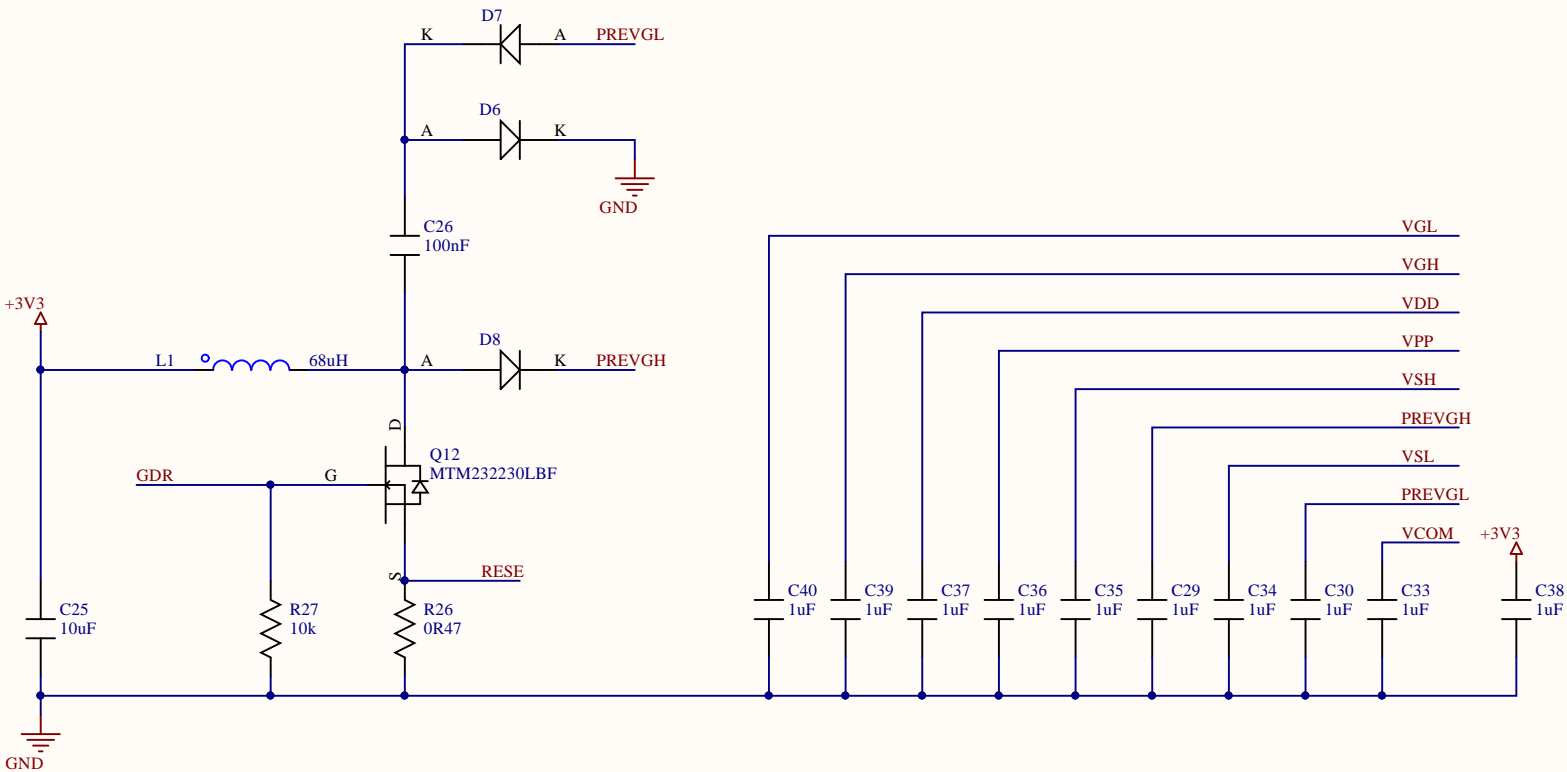 D7
K
A
PREVGL
D6
A
K
GND
C26
100nF
VGL
VGH
+3V3
VDD
D8
VPP
L1
68uH
A
K
PREVGH
VSH
D
PREVGH
Q12
MTM232230LBF
VSL
GDR
G
PREVGL
VCOM
+3V3
S
RESE
C40
1uF
C39
1uF
C37
1uF
C36
1uF
C35
1uF
C29
1uF
C34
1uF
C30
1uF
C33
1uF
C38
1uF
C25
10uF
R27
10k
R26
0R47
GND